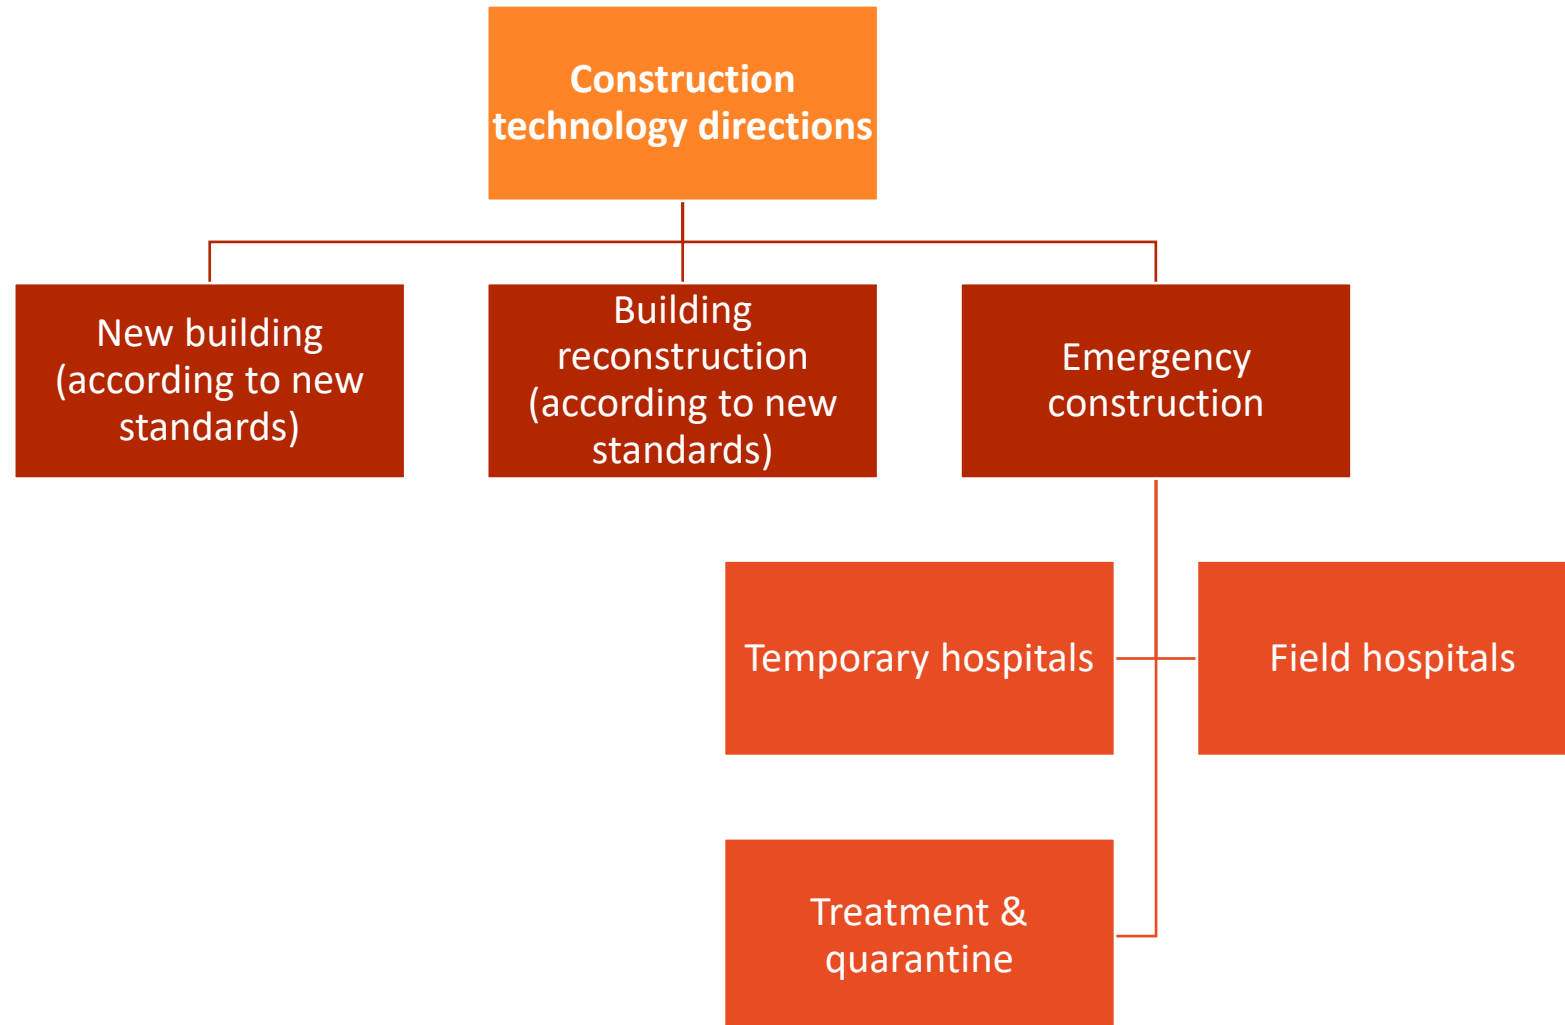 Construction
technology directions
New building
(according to new
standards)
Building
reconstruction
(according to new
standards)
Emergency
construction
Temporary hospitals
Field hospitals
Treatment &
quarantine